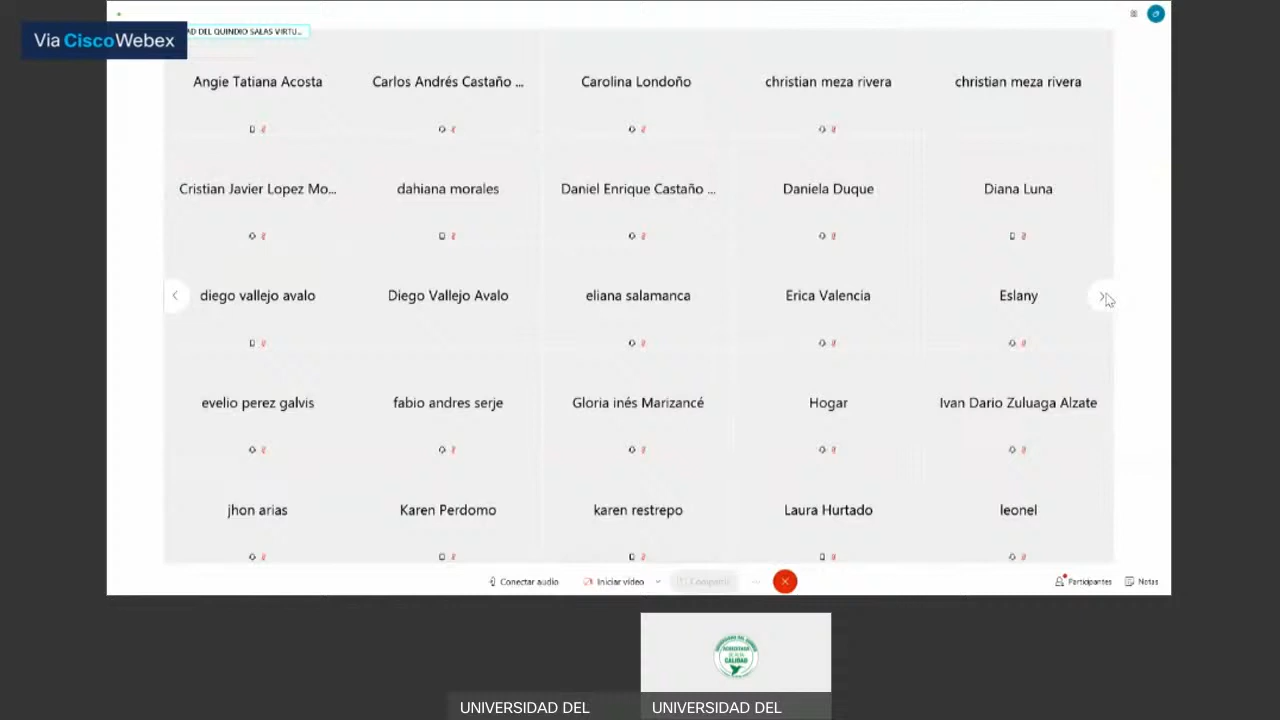 Via CiscoWebex
AD DEL QUINDIO SALAS VIRTU...
Angie Tatiana Acosta
Carlos Andrés Castaño ...
Carolina Londoño
christian meza rivera
christian meza rivera
Cristian Javier Lopez Mo...
dahiana morales
Daniel Enrique Castaño ...
Daniela Duque
Diana Luna
diego vallejo avalo
Diego Vallejo Avalo
eliana salamanca
Erica Valencia
Eslany
evelio perez galvis
fabio andres serje
Gloria inés Marizancé
Hogar
Ivan Dario Zuluaga Alzate
jhon arias
Karen Perdomo
karen restrepo
Laura Hurtado
leonel
Conectar audio
Iniciar vídeo
Compartir
Participantes
Notas
CALIDAD
UNIVERSIDAD DEL
UNIVERSIDAD DEL